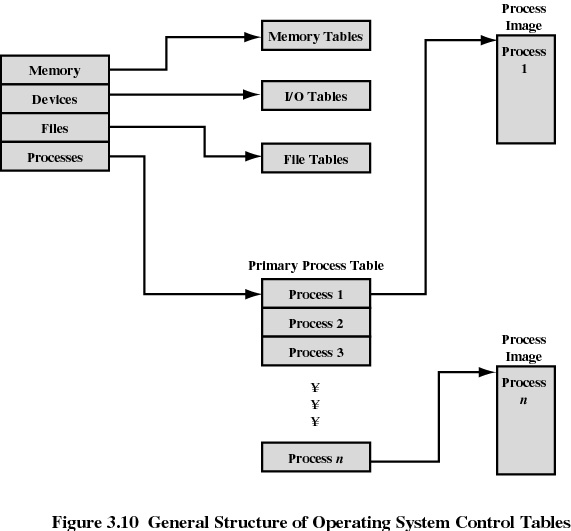 Process
Image
Memory Tables
Process
1
Memory
Devices
I/O Tables
Files
Processes
File Tables
Primary Process Table
Process 1
Process 2
Process 3
Process
Image
Process
n
¥
¥
¥
Process n
Figure 3.10 General Structure of Operating System Control Tables